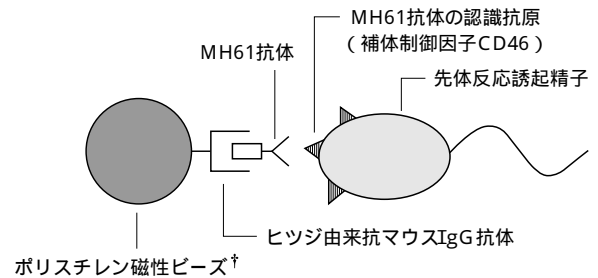 MH61抗体の認識抗原
（補体制御因子CD46）
MH61抗体
先体反応誘起精子
ヒツジ由来抗マウスIgG抗体
ポリスチレン磁性ビーズ†